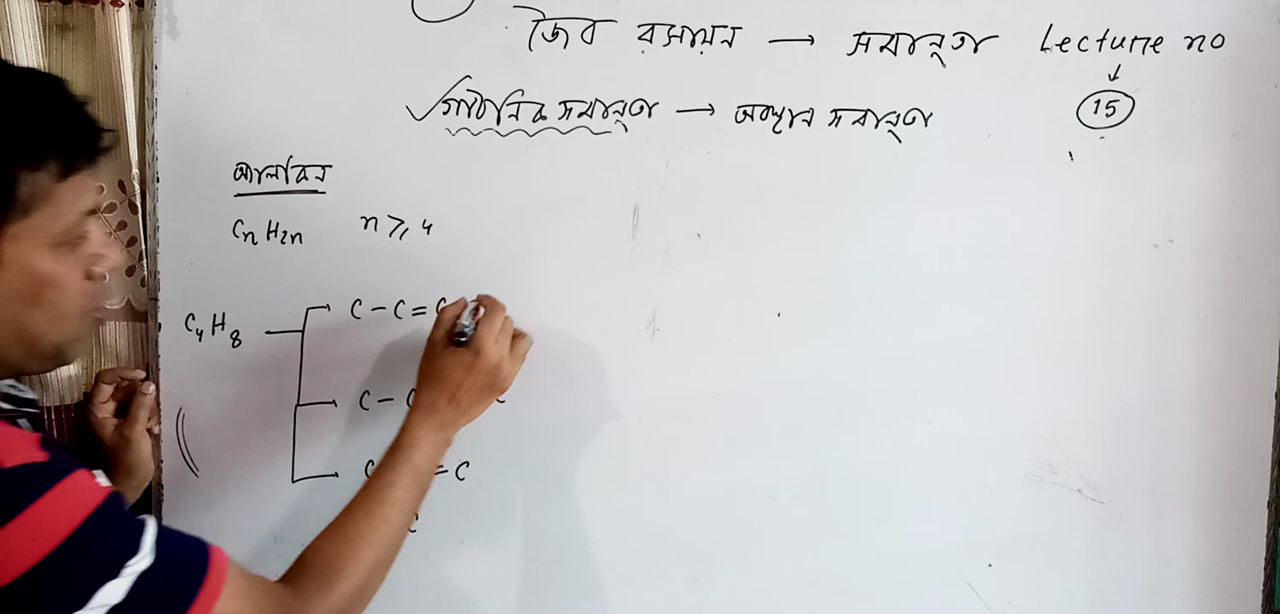 জৈব রসায়ন → সমানুতা Lecture no
↓
গাঠনিক সমানুতা → অবস্থান সমানুতা 15
অ্যালকিন
CnH2n n ≥ 4
C4H8 C - C = C
C - C
C = C
C